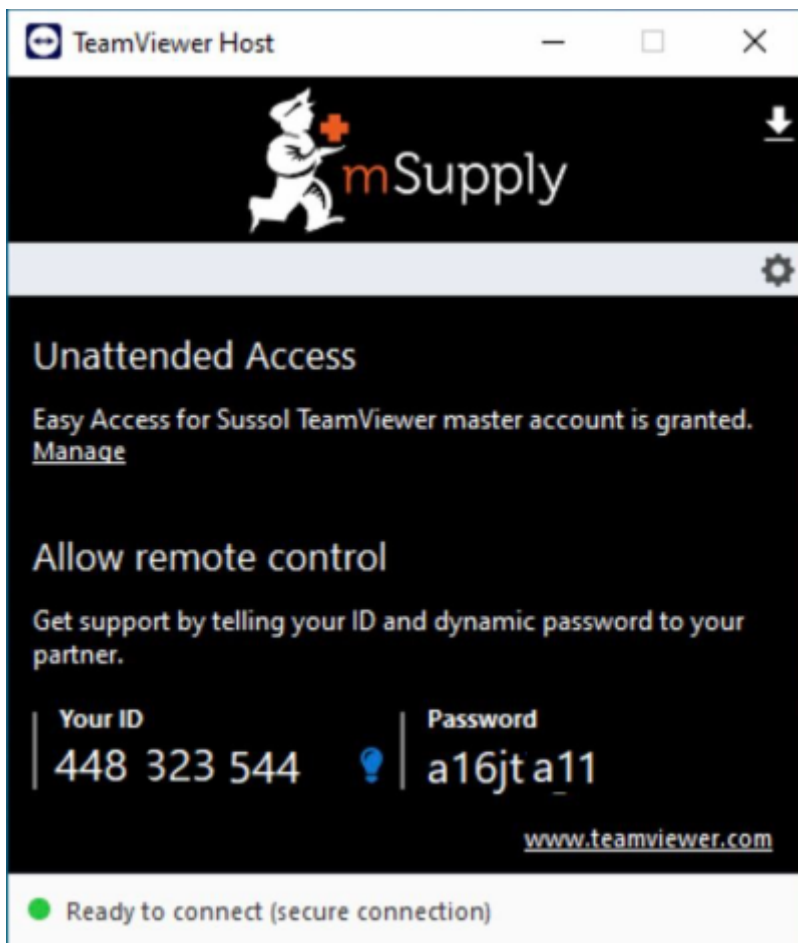 TeamViewer Host
mSupply
Unattended Access
Easy Access for Sussol TeamViewer master account is granted.
Manage
Allow remote control
Get support by telling your ID and dynamic password to your
partner.
Your ID
448 323 544
Password
a16jt a11
www.teamviewer.com
Ready to connect (secure connection)